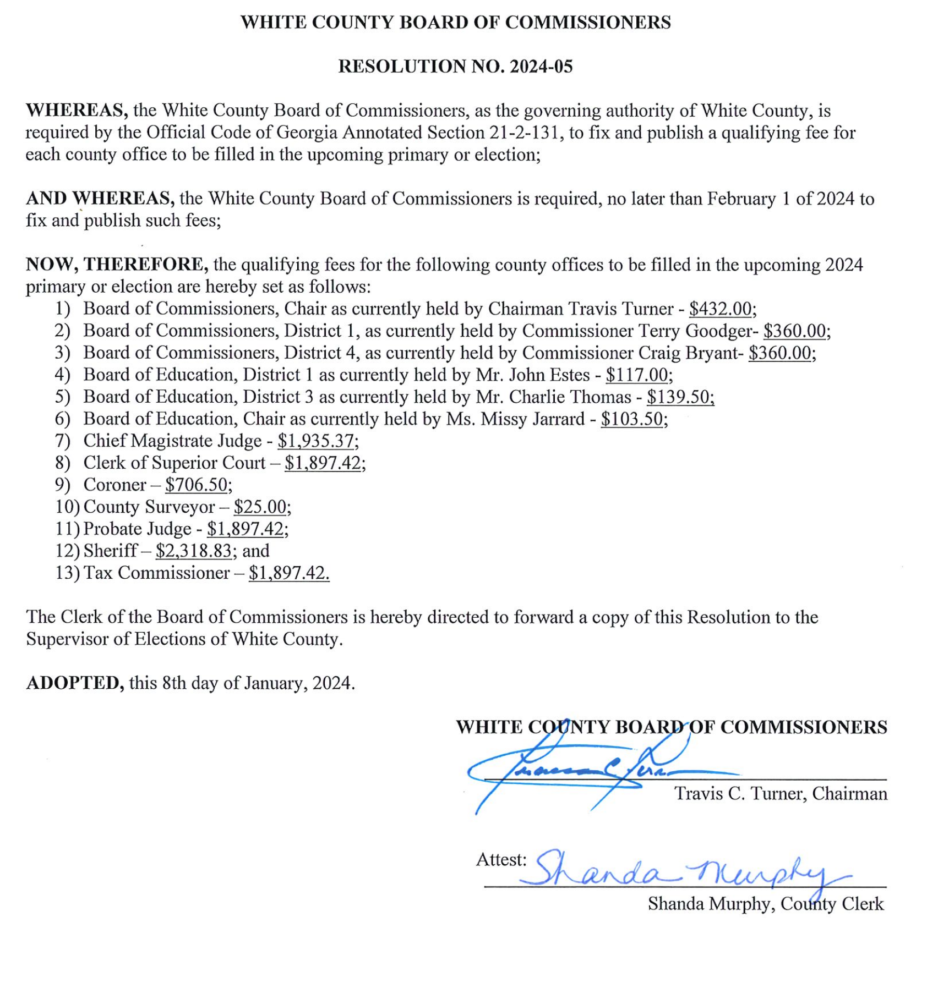 WHITE COUNTY BOARD OF COMMISSIONERS
RESOLUTION NO. 2024-05
WHEREAS, the White County Board of Commissioners, as the governing authority of White County, is
required by the Official Code of Georgia Annotated Section 21-2-131, to fix and publish a qualifying fee for
each county office to be filled in the upcoming primary or election;
AND WHEREAS, the White County Board of Commissioners is required, no later than February 1 of 2024 to
fix and publish such fees;
NOW, THEREFORE, the qualifying fees for the following county offices to be filled in the upcoming 2024
primary or election are hereby set as follows:
1) Board of Commissioners, Chair as currently held by Chairman Travis Turner - $432.00;
2) Board of Commissioners, District 1, as currently held by Commissioner Terry Goodger- $360.00;
3) Board of Commissioners, District 4, as currently held by Commissioner Craig Bryant- $360.00;
4) Board of Education, District 1 as currently held by Mr. John Estes - $117.00;
5) Board of Education, District 3 as currently held by Mr. Charlie Thomas - $139.50;
6) Board of Education, Chair as currently held by Ms. Missy Jarrard - $103.50;
7) Chief Magistrate Judge - $1,935.37;
8) Clerk of Superior Court – $1,897.42;
9) Coroner – $706.50;
10) County Surveyor – $25.00;
11) Probate Judge - $1,897.42;
12) Sheriff – $2,318.83; and
13) Tax Commissioner – $1,897.42.
The Clerk of the Board of Commissioners is hereby directed to forward a copy of this Resolution to the
Supervisor of Elections of White County.
ADOPTED, this 8th day of January, 2024.
WHITE COUNTY BOARD OF COMMISSIONERS
Travis C. Turner, Chairman
Attest: Shanda Murphy
Shanda Murphy, County Clerk